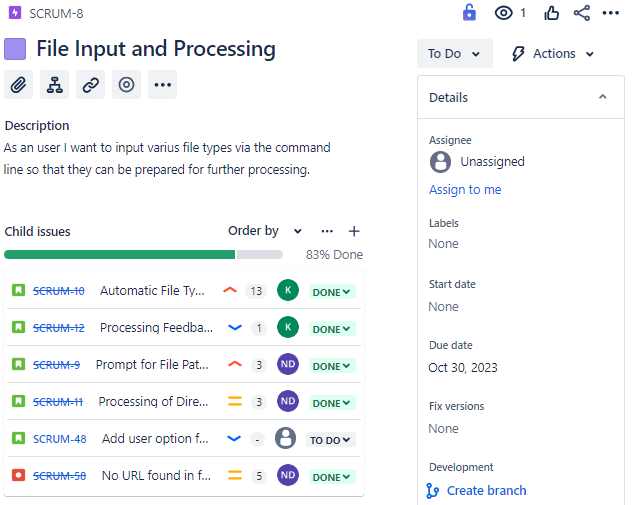 SCRUM-8
1
File Input and Processing
To Do
Actions
Details
Description
As an user I want to input varius file types via the command
line so that they can be prepared for further processing.
Assignee
Unassigned
Assign to me
Labels
None
Start date
None
Due date
Oct 30, 2023
Fix versions
None
Development
Create branch
Child issues
Order by
83% Done
SCRUM-10 Automatic File Ty... 13 K DONE
SCRUM-12 Processing Feedba... 1 K DONE
SCRUM-9 Prompt for File Pat... 3 ND DONE
SCRUM-11 Processing of Dire... 3 ND DONE
SCRUM-48 Add user option f... - TO DO
SCRUM-58 No URL found in f... 5 ND DONE